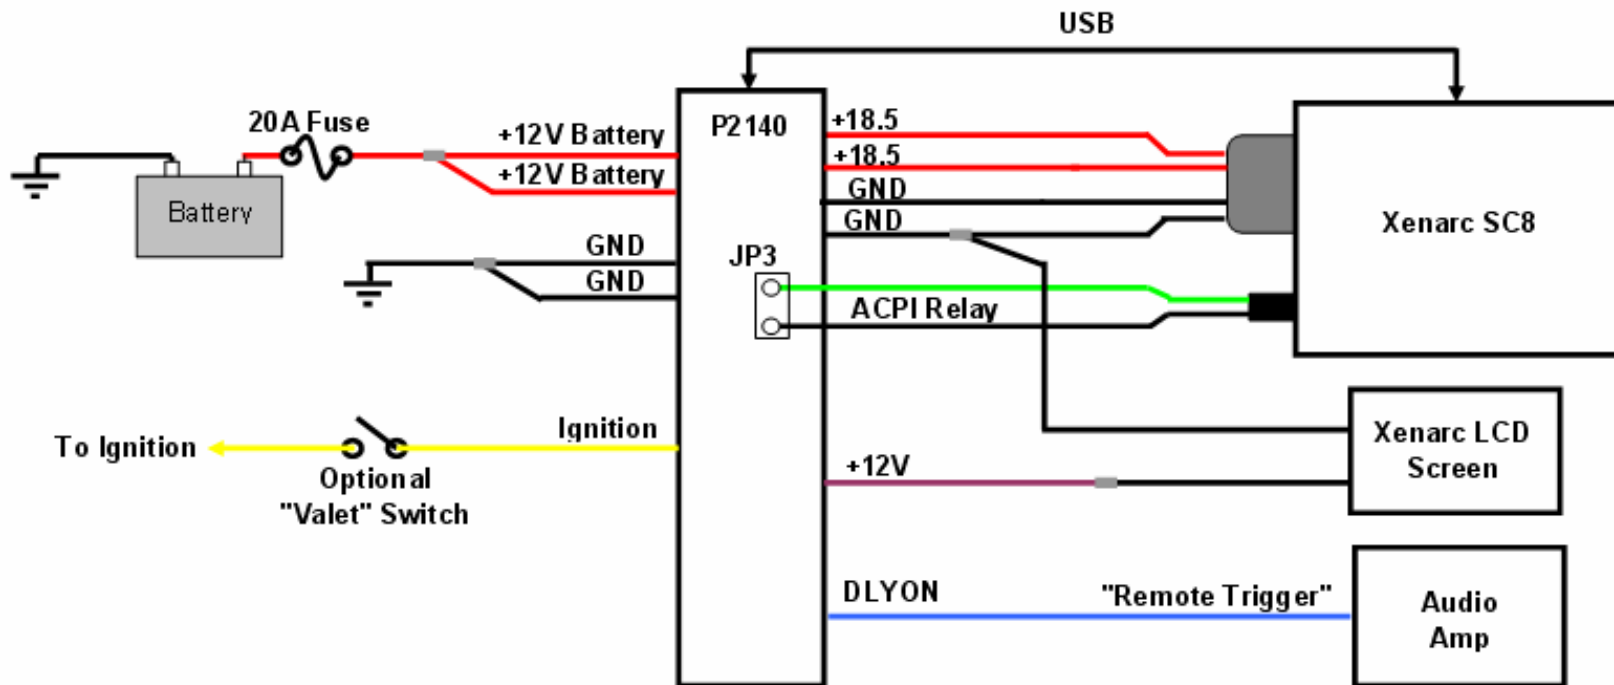 USB
20A Fuse
+12V Battery
+12V Battery
Battery
GND
GND
P2140
+18.5
+18.5
GND
GND
JP3
ACPI Relay
Xenarc SC8
To Ignition
Ignition
Optional
"Valet" Switch
+12V
Xenarc LCD
Screen
DLYON
"Remote Trigger"
Audio
Amp